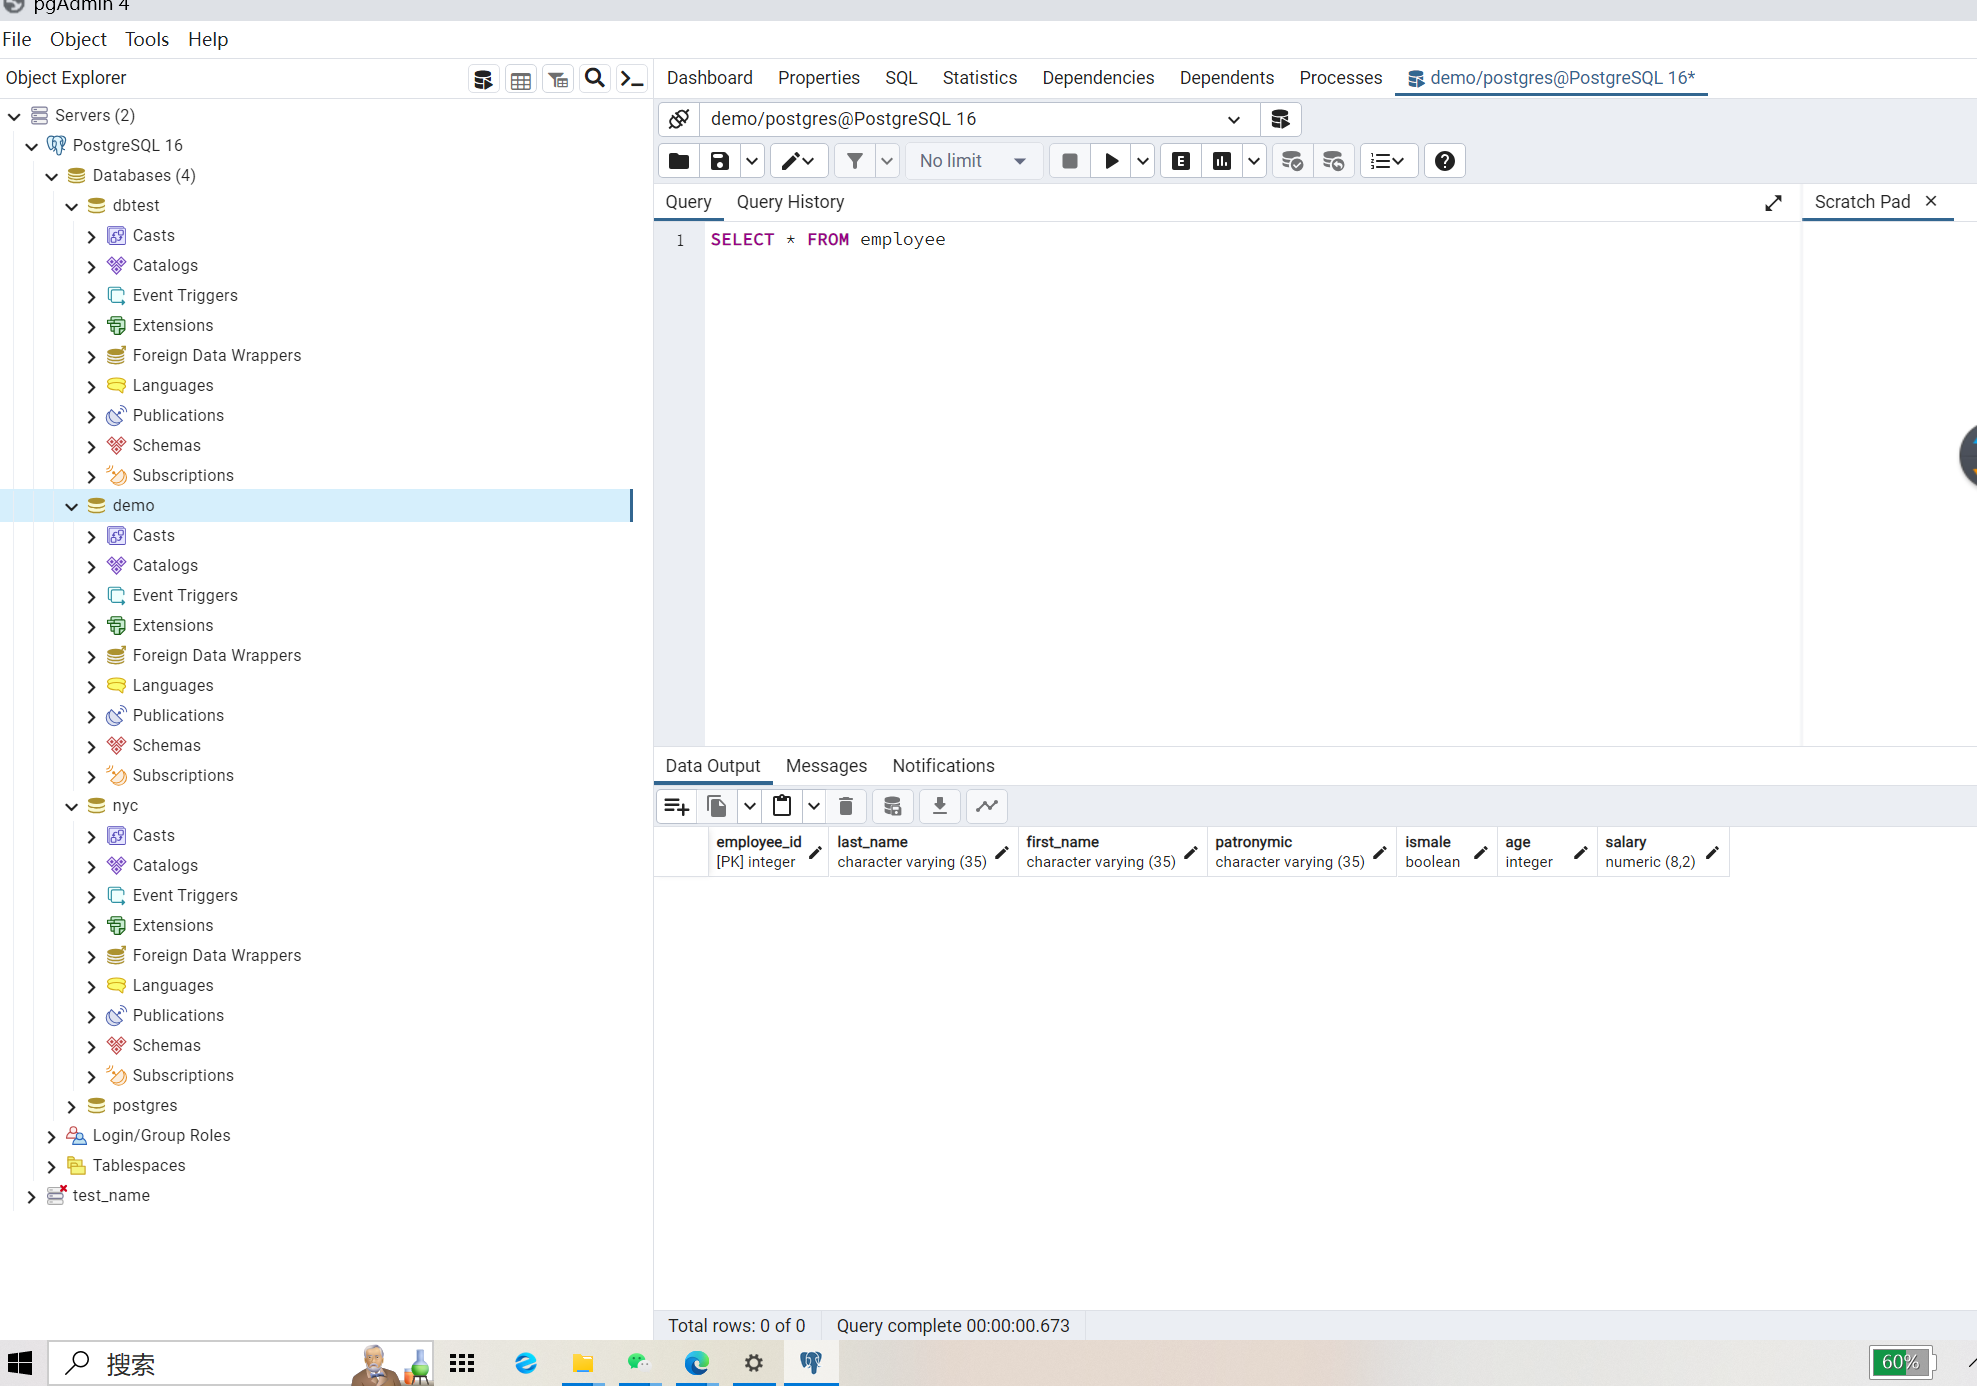 pgAdmin 4
File Object Tools Help
Object Explorer
Dashboard Properties SQL Statistics Dependencies Dependents Processes demo/postgres@PostgreSQL 16*
demo/postgres@PostgreSQL 16
No limit
Query Query History
Scratch Pad
1 SELECT * FROM employee
Servers (2)
PostgreSQL 16
Databases (4)
dbtest
Casts
Catalogs
Event Triggers
Extensions
Foreign Data Wrappers
Languages
Publications
Schemas
Subscriptions
demo
Casts
Catalogs
Event Triggers
Extensions
Foreign Data Wrappers
Languages
Publications
Schemas
Subscriptions
nyc
Casts
Catalogs
Event Triggers
Extensions
Foreign Data Wrappers
Languages
Publications
Schemas
Subscriptions
postgres
Login/Group Roles
Tablespaces
test_name
Data Output Messages Notifications
employee_id last_name first_name patronymic ismale age salary
[PK] integer character varying (35) character varying (35) character varying (35) boolean integer numeric (8,2)
Total rows: 0 of 0 Query complete 00:00:00.673
搜索
60%